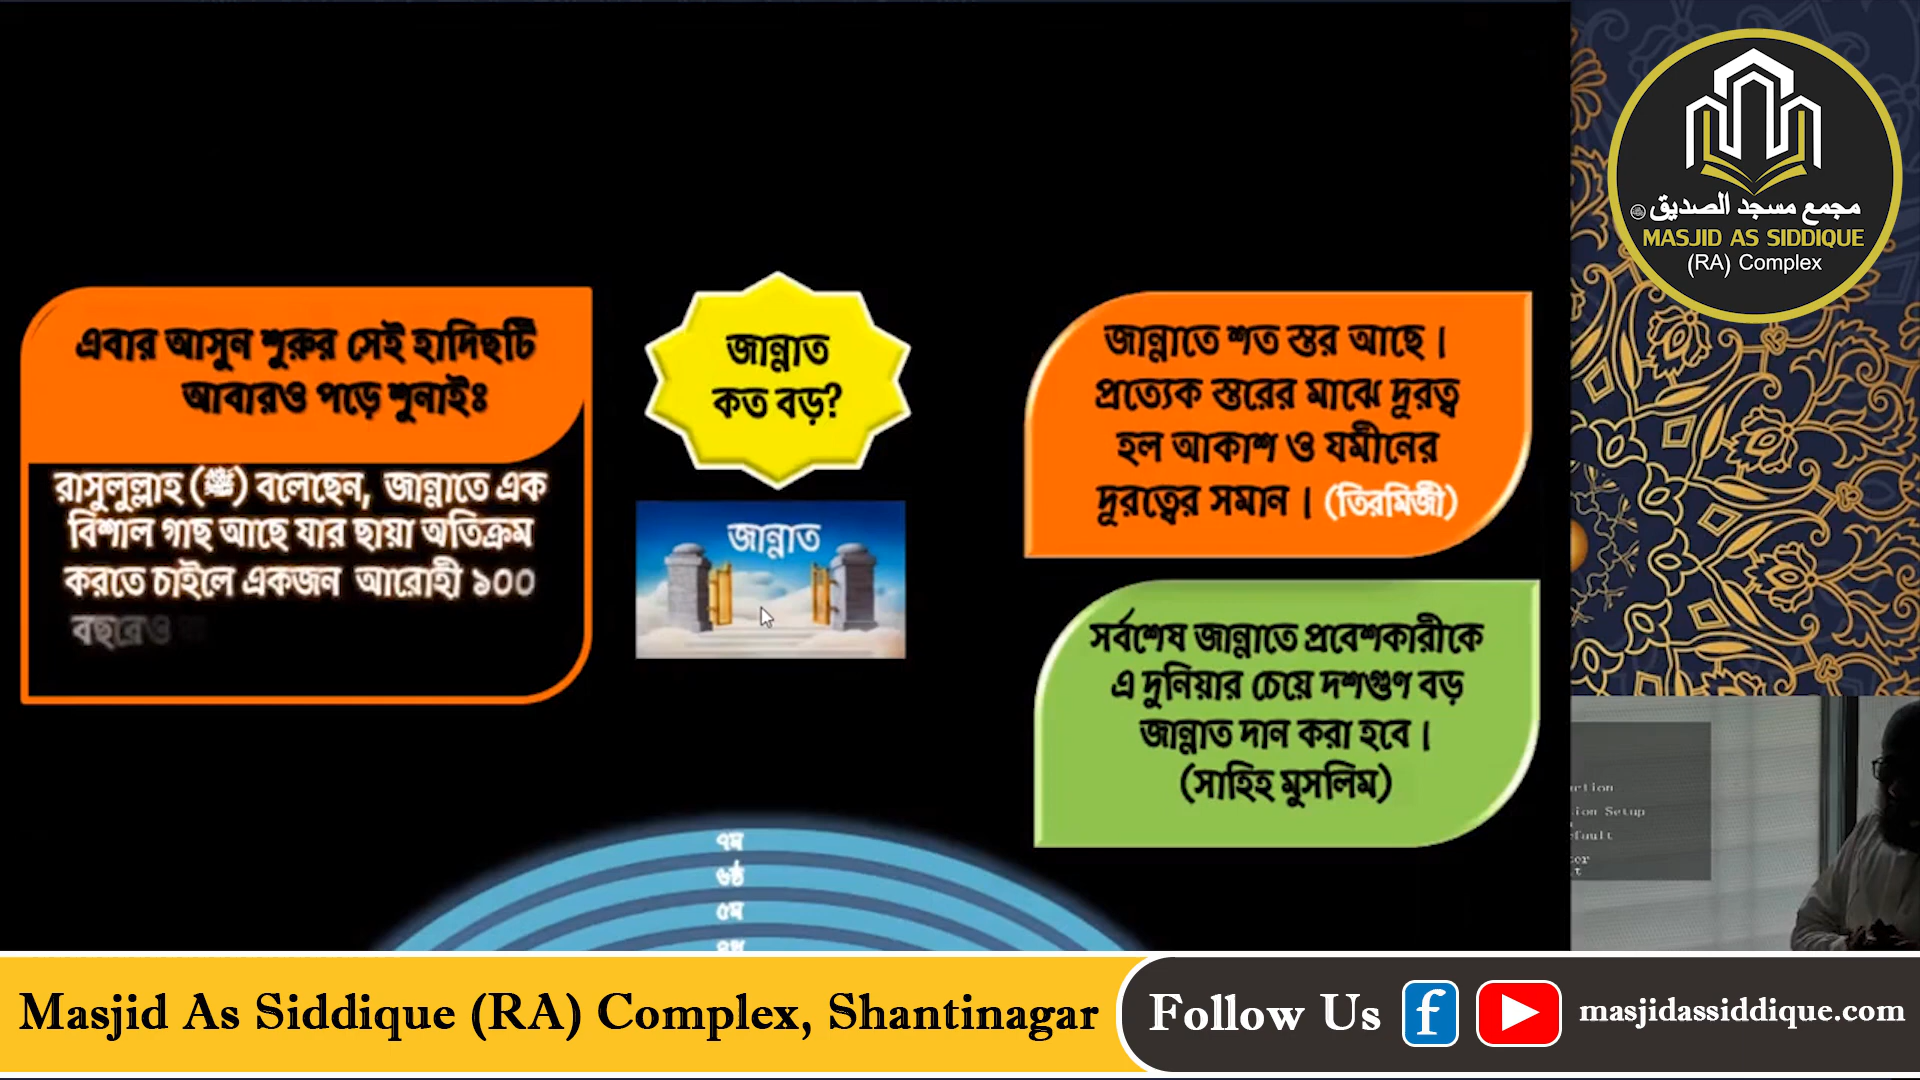 এবার আসুন শুরুর সেই হাদিছটি
আবারও পড়ে শুনাইঃ
রাসুলুল্লাহ (ﷺ) বলেছেন, জান্নাতে এক
বিশাল গাছ আছে যার ছায়া অতিক্রম
করতে চাইলে একজন আরোহী ১০০
বছরেও
জান্নাত
কত বড়?
জান্নাত
জান্নাতে শত স্তর আছে।
প্রত্যেক স্তরের মাঝে দূরত্ব
হল আকাশ ও যমীনের
দূরত্বের সমান। (তিরমিজী)
সর্বশেষ জান্নাতে প্রবেশকারীকে
এ দুনিয়ার চেয়ে দশগুণ বড়
জান্নাত দান করা হবে।
(সাহিহ মুসলিম)
৭ম
৬ষ্ঠ
৫ম
مجمع مسجد الصديق
MASJID AS SIDDIQUE
(RA) Complex
ion Setup
Masjid As Siddique (RA) Complex, Shantinagar
Follow Us
masjidassiddique.com